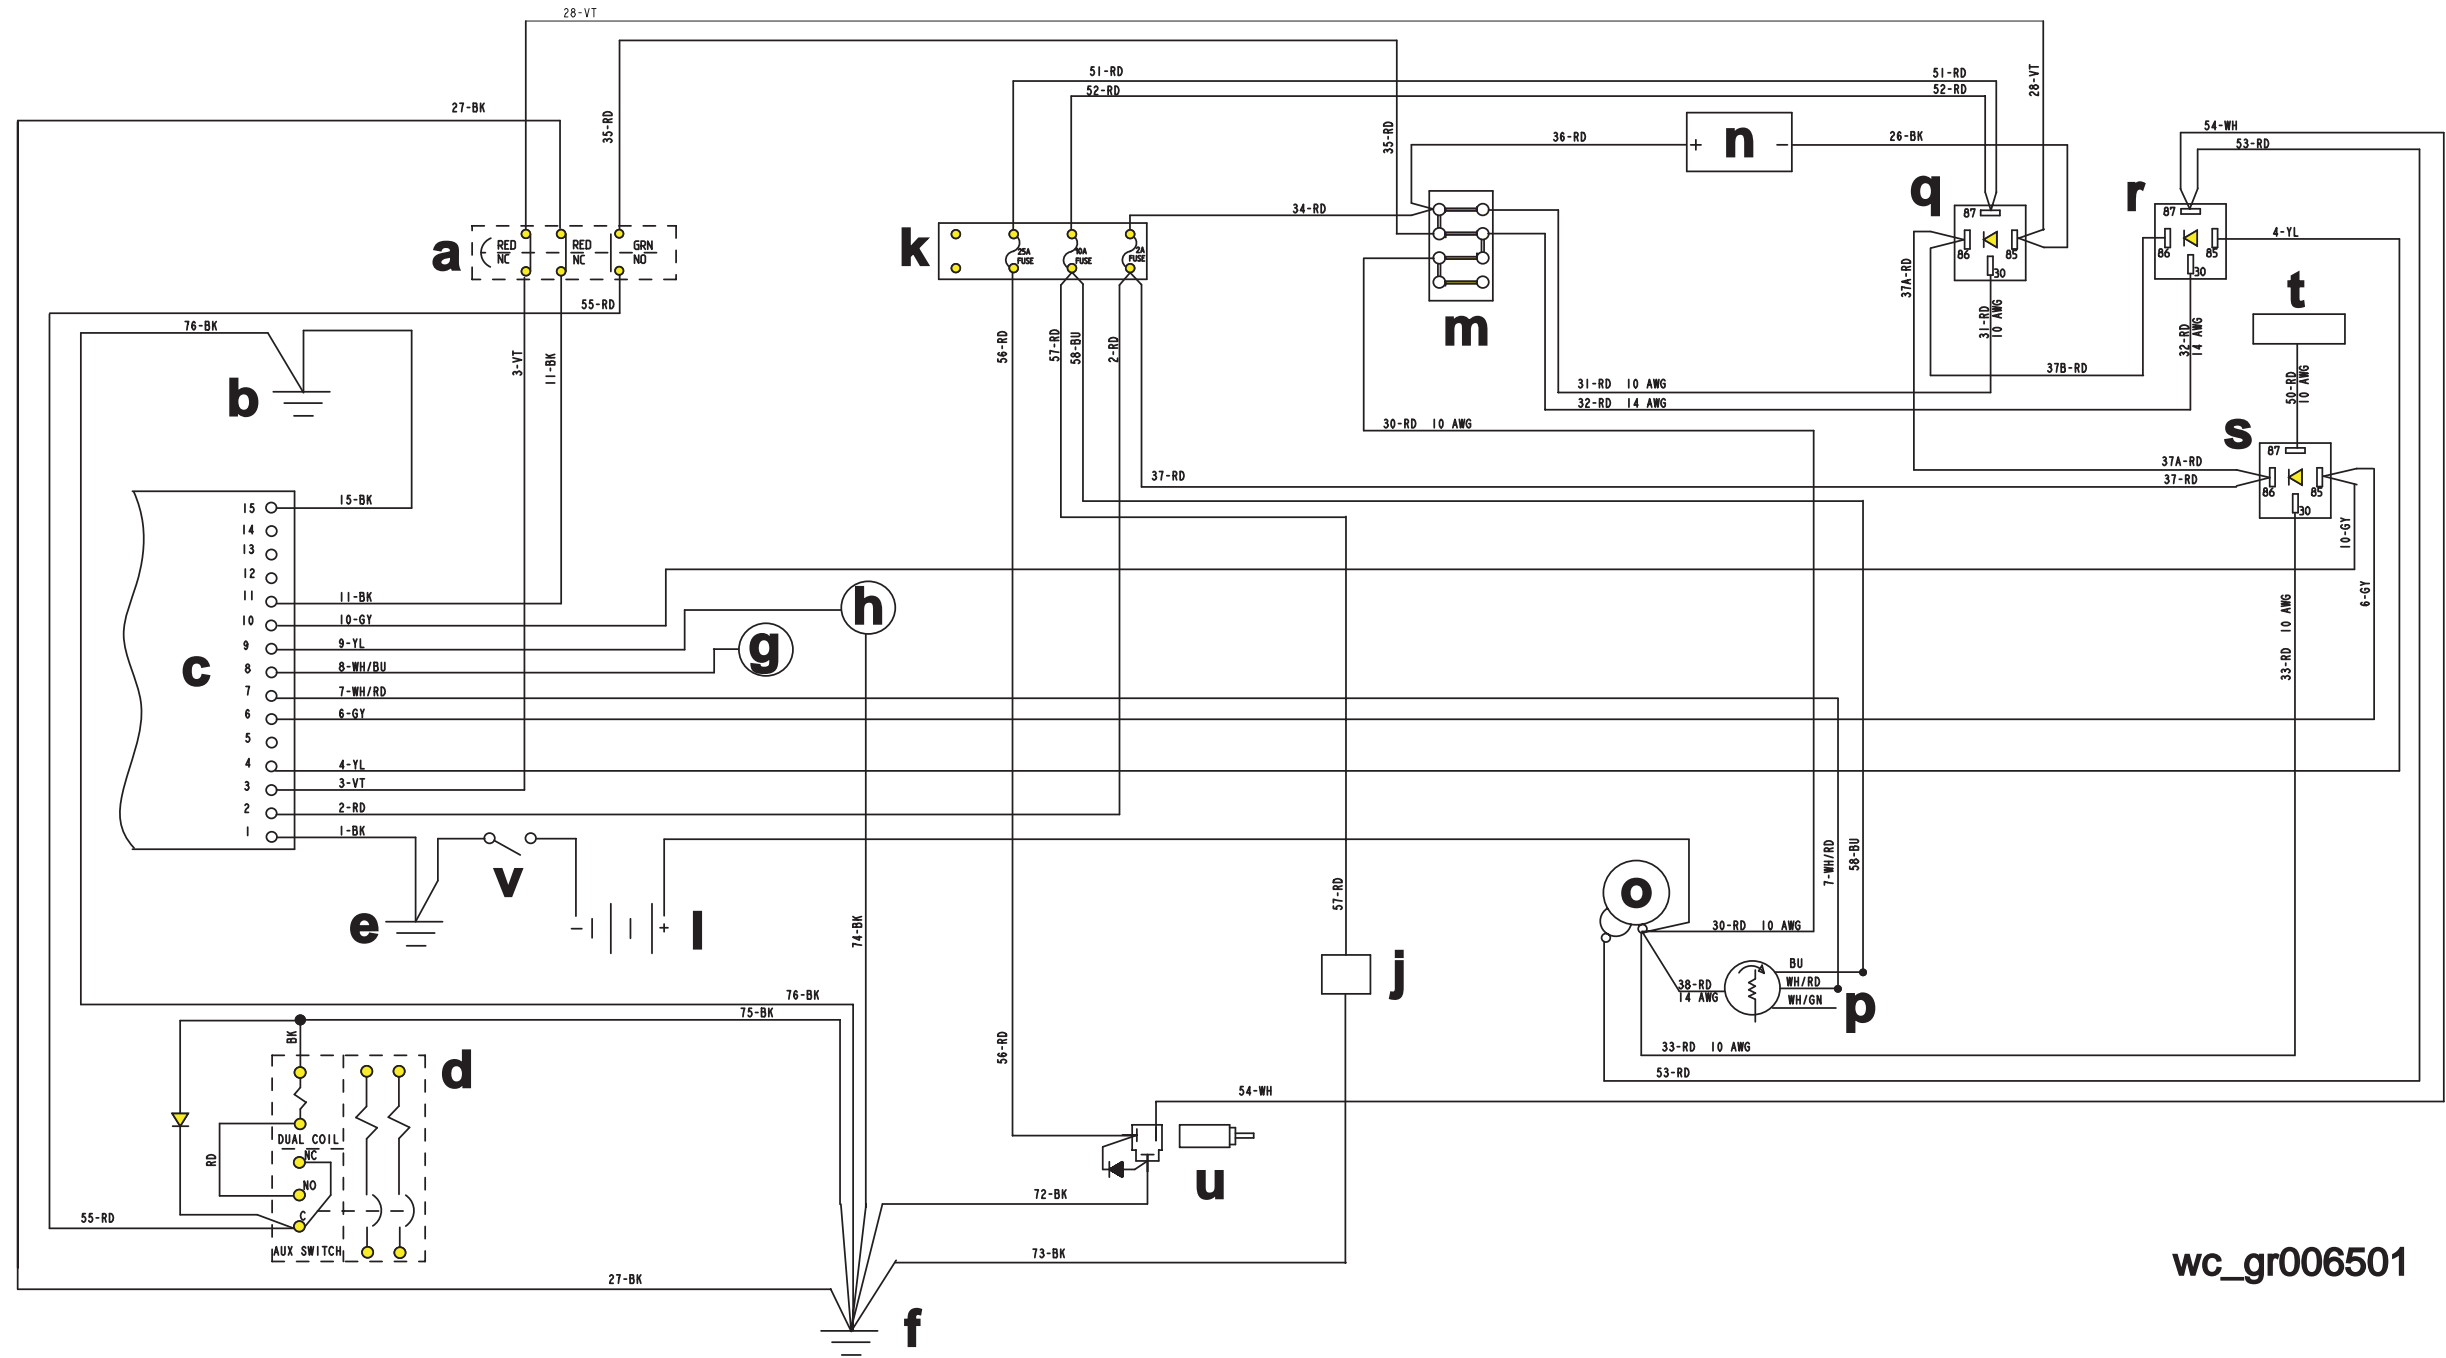 28-VT
27-BK
35-RD
51-RD
52-RD
51-RD
52-RD
28-VT
35-RD
36-RD
+ n −
26-BK
54-WH
53-RD
a
RED NC
RED NC
GRN NO
k
25A FUSE
10A FUSE
2A FUSE
34-RD
m
q
87
86
85
30
r
87
86
85
30
4-YL
37A-RD
31-RD 10 AWG
32-RD 14 AWG
t
55-RD
76-BK
b
3-VT
11-BK
56-RD
57-RD
58-BU
2-RD
31-RD 10 AWG
32-RD 14 AWG
30-RD 10 AWG
37B-RD
50-RD 10 AWG
s
87
86
85
30
37A-RD
37-RD
37-RD
10-GY
6-GY
33-RD 10 AWG
c
15
14
13
12
11
10
9
8
7
6
5
4
3
2
1
15-BK
11-BK
10-GY
9-YL
8-WH/BU
7-WH/RD
6-GY
4-YL
3-VT
2-RD
1-BK
h
g
v
e
− +
l
74-BK
57-RD
j
o
7-WH/RD
58-BU
30-RD 10 AWG
38-RD
14 AWG
BU
WH/RD
WH/GN
p
33-RD 10 AWG
53-RD
76-BK
75-BK
BK
d
56-RD
54-WH
DUAL COIL
NC
NO
C
AUX SWITCH
RD
55-RD
u
72-BK
73-BK
27-BK
f
wc_gr006501